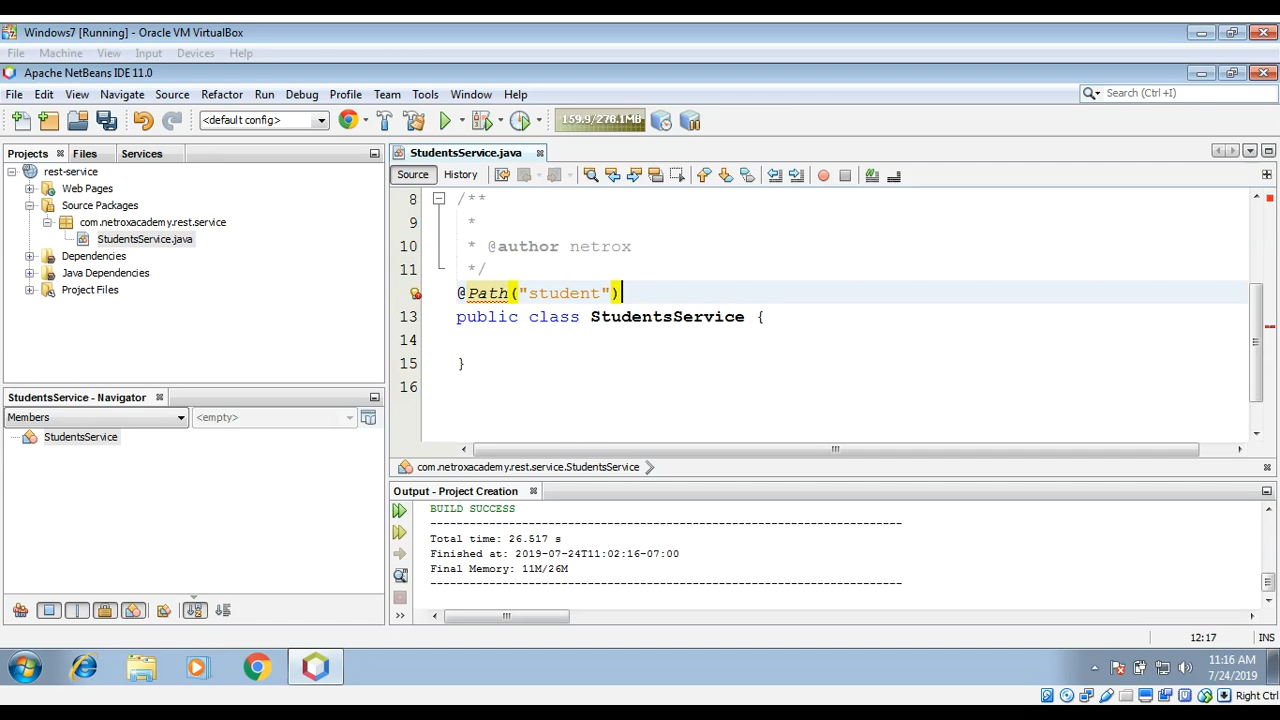 Windows7 [Running] - Oracle VM VirtualBox
File Machine View Input Devices Help
Apache NetBeans IDE 11.0
File Edit View Navigate Source Refactor Run Debug Profile Team Tools Window Help
Search (Ctrl +I)
<default config>
159.9/278.1MB
Projects Files Services
rest-service
Web Pages
Source Packages
com.netroxacademy.rest.service
StudentsService.java
Dependencies
Java Dependencies
Project Files
StudentsService - Navigator
Members
<empty>
StudentsService
StudentsService.java
Source History
8 /**
9 *
10 * @author netrox
11 */
@Path("student")
13 public class StudentsService {
14
15 }
16
com.netroxacademy.rest.service.StudentsService
Output - Project Creation
BUILD SUCCESS
------------------------------------------------------------------------
Total time: 26.517 s
Finished at: 2019-07-24T11:02:16-07:00
Final Memory: 11M/26M
------------------------------------------------------------------------
12:17 INS
11:16 AM
7/24/2019
Right Ctrl